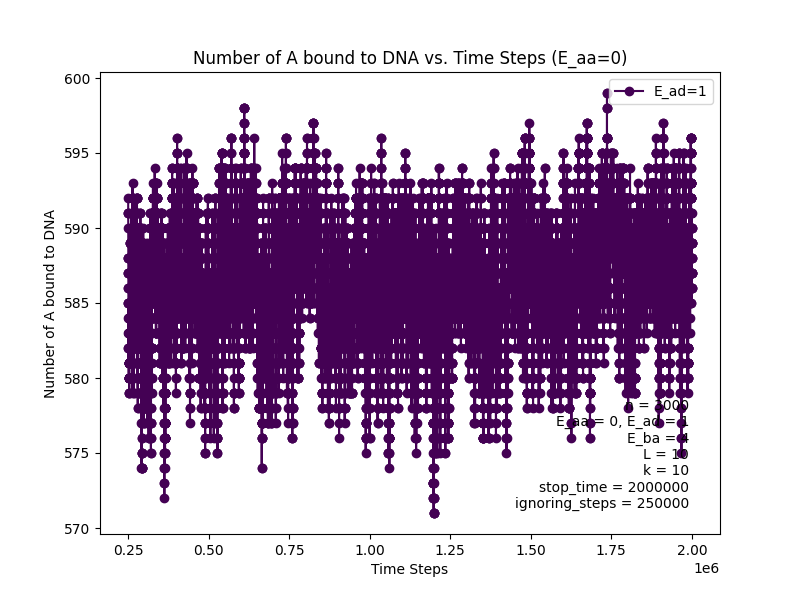 Number of A bound to DNA vs. Time Steps (E_aa=0)
600
E_ad=1
595
590
585
580
575
570
Number of A bound to DNA
= 1000
E_aa = 0, E_ad = 1
E_ba = 4
L = 10
k = 10
stop_time = 2000000
ignoring_steps = 250000
0.25 0.50 0.75 1.00 1.25 1.50 1.75 2.00
1e6
Time Steps